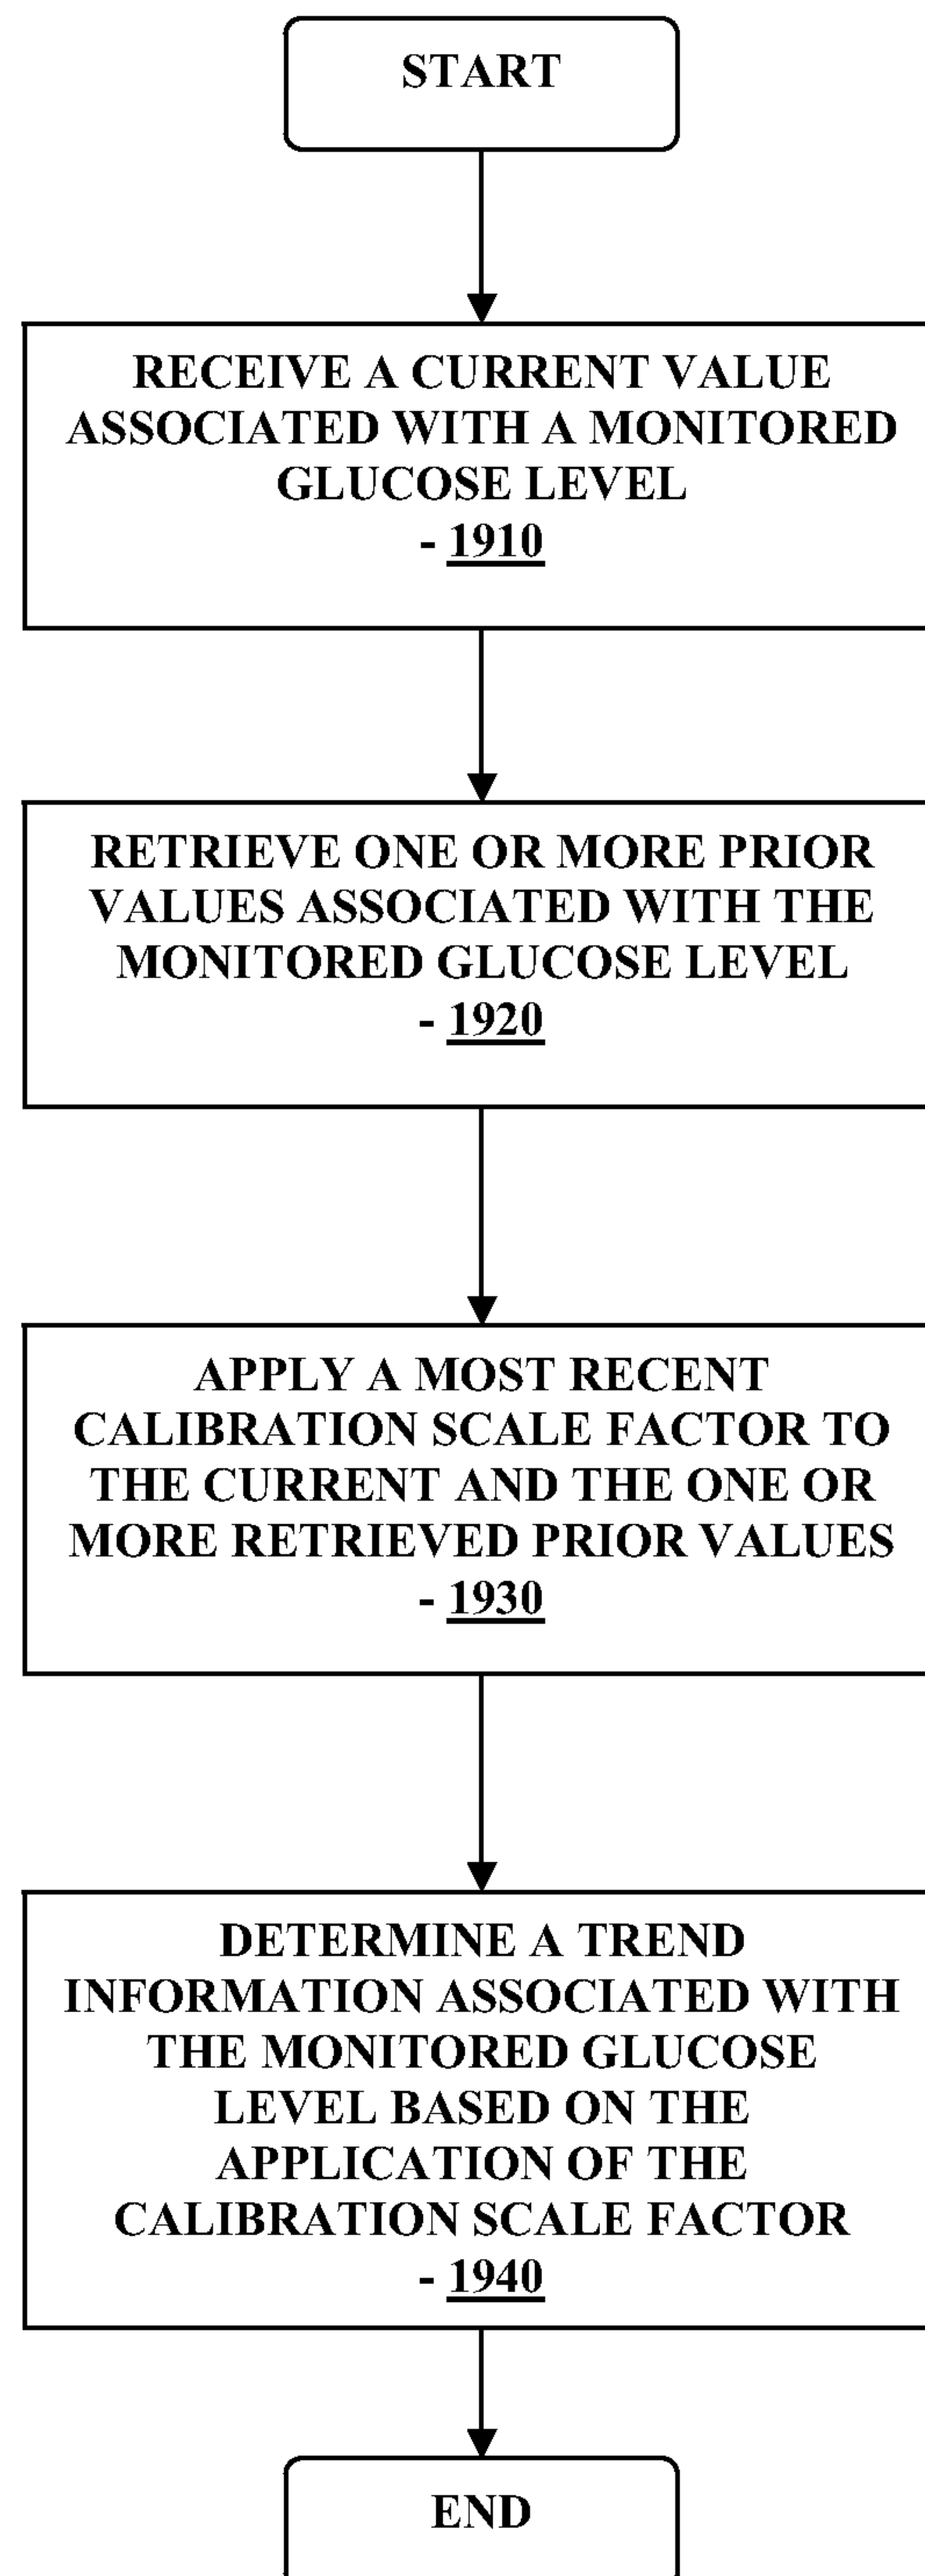 START
RECEIVE A CURRENT VALUE
ASSOCIATED WITH A MONITORED
GLUCOSE LEVEL
- 1910
RETRIEVE ONE OR MORE PRIOR
VALUES ASSOCIATED WITH THE
MONITORED GLUCOSE LEVEL
- 1920
APPLY A MOST RECENT
CALIBRATION SCALE FACTOR TO
THE CURRENT AND THE ONE OR
MORE RETRIEVED PRIOR VALUES
- 1930
DETERMINE A TREND
INFORMATION ASSOCIATED WITH
THE MONITORED GLUCOSE
LEVEL BASED ON THE
APPLICATION OF THE
CALIBRATION SCALE FACTOR
- 1940
END